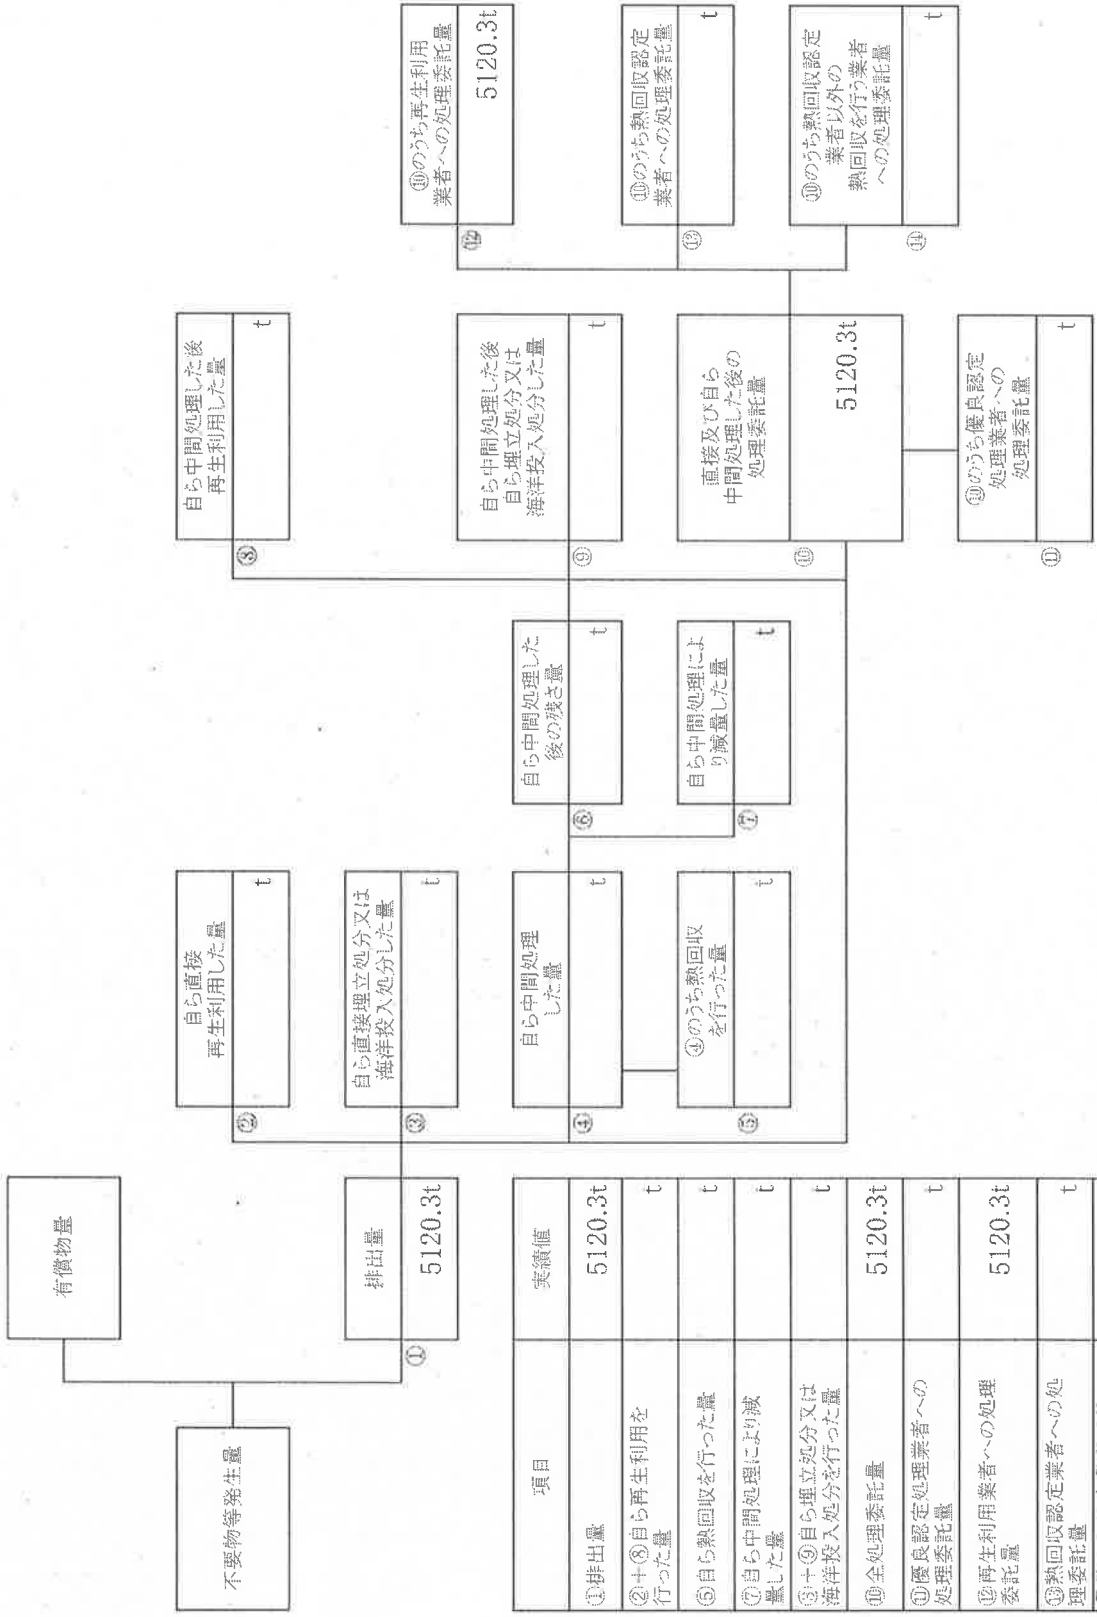 不要物等発生量
有償物量
①
排出量
5120.3t
②
自ら直接
再生利用した量
t
③
自ら直接埋立処分又は
海洋投入処分した量
t
④
自ら中間処理
した量
t
⑤
④のうち熱回収
を行った量
t
⑥
自ら中間処理した
後の残さ量
t
⑦
自ら中間処理によ
り減量した量
t
⑧
自ら中間処理した後
再生利用した量
t
⑨
自ら中間処理した後
自ら埋立処分又は
海洋投入処分した量
t
⑩
直接及び自ら
中間処理した後の
処理委託量
5120.3t
⑪
⑩のうち優良認定
処理業者への
処理委託量
t
⑫
⑩のうち再生利用
業者への処理委託量
5120.3t
⑬
⑩のうち熱回収認定
業者への処理委託量
t
⑭
⑩のうち熱回収認定
業者以外の
熱回収を行う業者
への処理委託量
t
項目 実績値
①排出量 5120.3t
②+⑧自ら再生利用を
行った量 t
⑤自ら熱回収を行った量 t
⑦自ら中間処理により減
量した量 t
③+⑨自ら埋立処分又は
海洋投入処分を行った量 t
⑩全処理委託量 5120.3t
⑪優良認定処理業者への
処理委託量 t
⑫再生利用業者への処理
委託量 5120.3t
⑬熱回収認定業者への処
理委託量 t